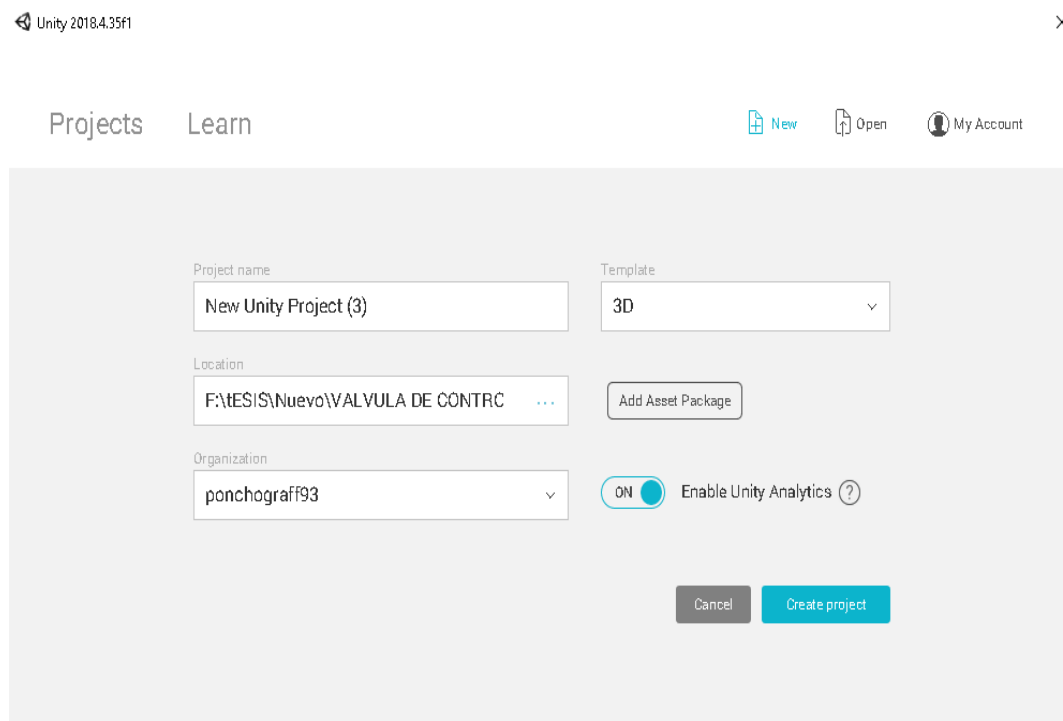 Unity 2018.4.35f1
Projects Learn New Open My Account
Project name Template
New Unity Project (3) 3D
Location
F:\tESIS\Nuevo\VALVULA DE CONTRC ... Add Asset Package
Organization
ponchograff93 ON Enable Unity Analytics ?
Cancel Create project